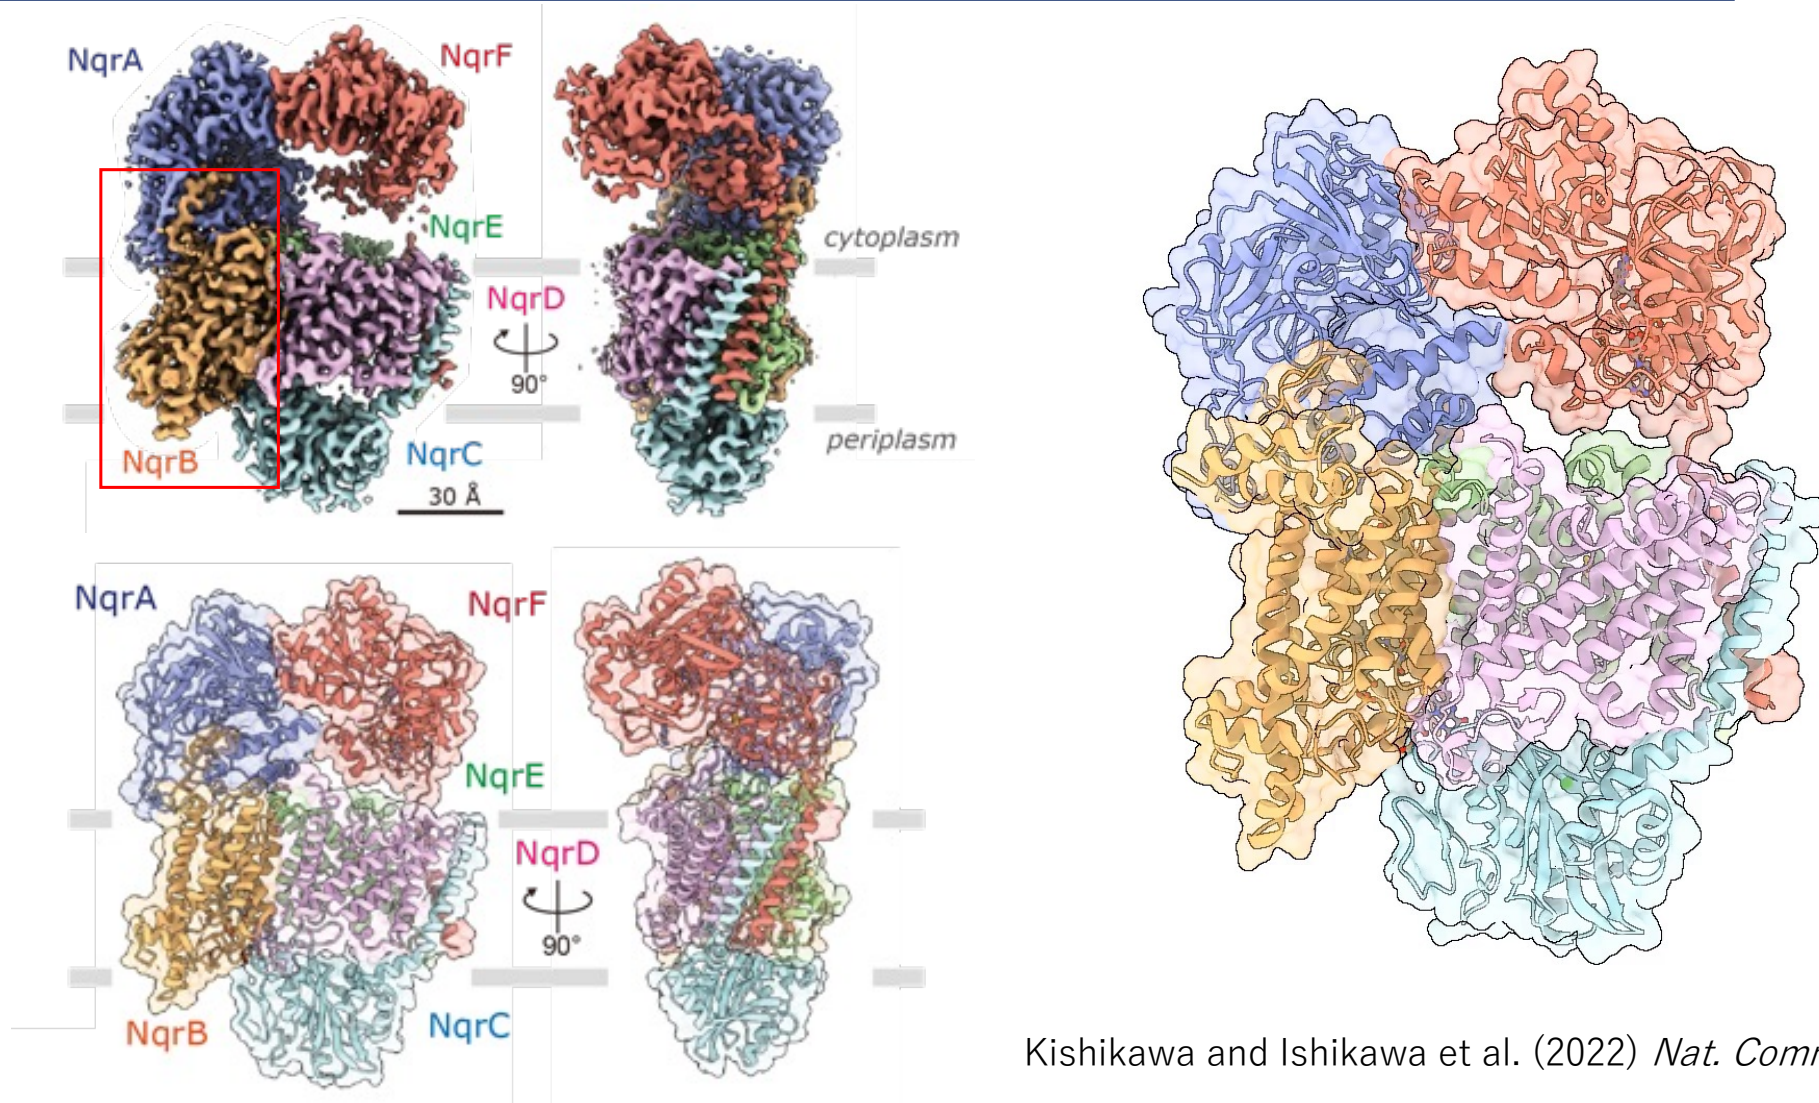 NqrA
NqrF
NqrE
cytoplasm
NqrD
90°
periplasm
NqrB
NqrC
30 Å
NqrA
NqrF
NqrE
NqrD
90°
NqrB
NqrC
Kishikawa and Ishikawa et al. (2022) Nat. Com